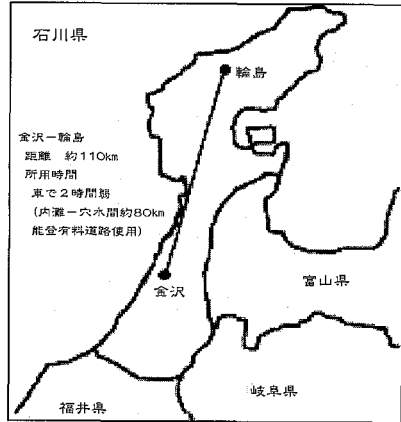 石川県
輪島
金沢－輪島
距離 約110km
所用時間
車で２時間弱
(内灘－穴水間約80km
能登有料道路使用)
金沢
富山県
福井県
岐阜県